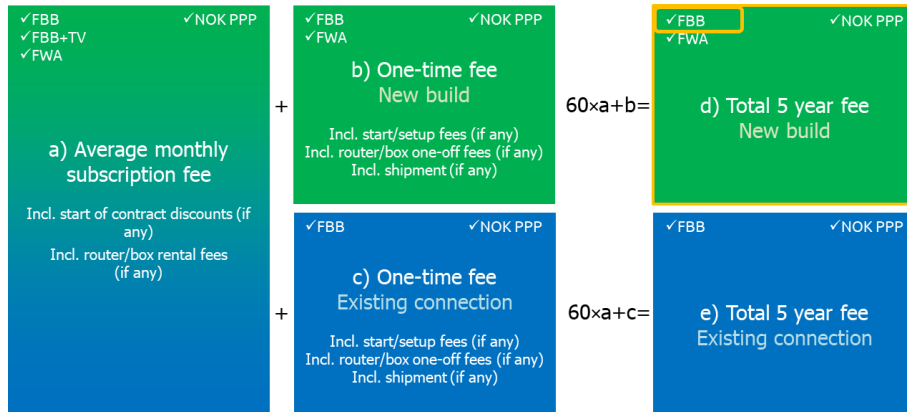 ✓FBB ✓NOK PPP
✓FBB+TV
✓FWA
a) Average monthly
subscription fee
Incl. start of contract discounts (if
any)
Incl. router/box rental fees
(if any)
+
✓FBB ✓NOK PPP
✓FWA
b) One-time fee
New build
Incl. start/setup fees (if any)
Incl. router/box one-off fees (if any)
Incl. shipment (if any)
60×a+b=
✓FBB ✓NOK PPP
✓FWA
d) Total 5 year fee
New build
+
✓FBB ✓NOK PPP
c) One-time fee
Existing connection
Incl. start/setup fees (if any)
Incl. router/box one-off fees (if any)
Incl. shipment (if any)
60×a+c=
✓FBB ✓NOK PPP
e) Total 5 year fee
Existing connection